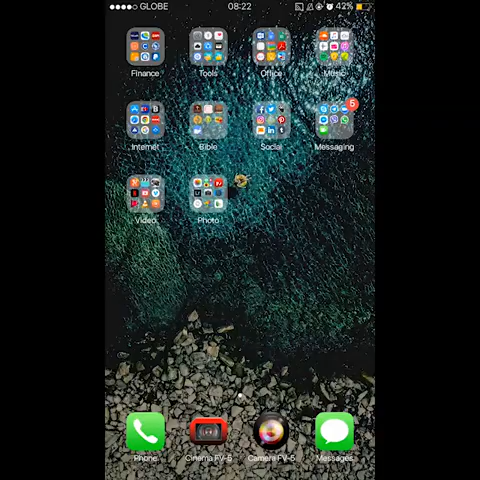 GLOBE 08:22 42%
Finance Tools Office Music
5
Internet Bible Social Messaging
Video Photo
Phone Cinema FV-5 Camera FV-5 Messages